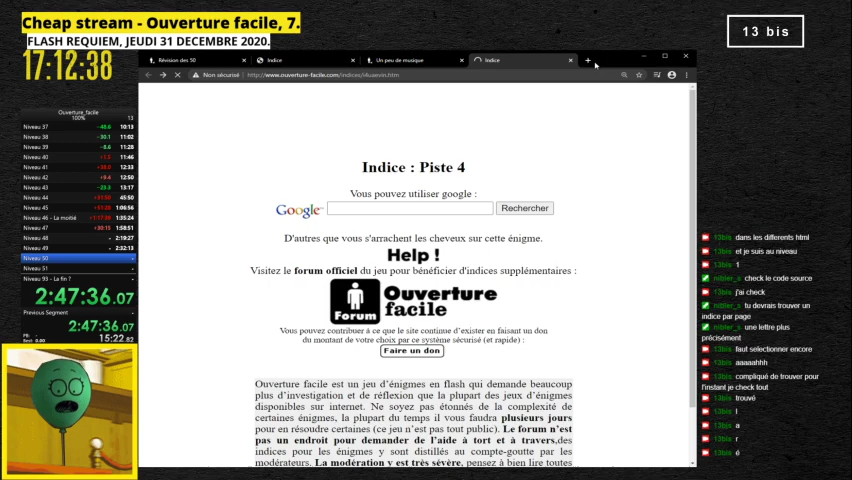 Cheap stream - Ouverture facile, 7.
FLASH REQUIEM, JEUDI 31 DECEMBRE 2020.
17:12:38
13 bis
Ouverture_facile
100% 13
Niveau 37 -48.6 10:13
Niveau 38 -30.1 11:02
Niveau 39 -8.6 11:28
Niveau 40 11:46
Niveau 41 12:33
Niveau 42 +9.4 12:50
Niveau 43 13:17
Niveau 44 45:50
Niveau 45 1:06:56
Niveau 46 - La moitié 1:35:24
Niveau 47 1:58:51
Niveau 48 - 2:19:27
Niveau 49 - 2:32:13
Niveau 50 -
Niveau 51 -
Niveau 93 - La fin ? -
2:47:36.07
Previous Segment -
2:47:36.07
PB: -
Best: 0.00
15:22.82
Révision des 50
Indice
Un peu de musique
Indice
Non sécurisé | http://www.ouverture-facile.com/indices/i4uaevin.htm
Indice : Piste 4
Vous pouvez utiliser google :
Google
Rechercher
D'autres que vous s'arrachent les cheveux sur cette énigme.
Help !
Visitez le forum officiel du jeu pour bénéficier d'indices supplémentaires :
Forum
Ouverture
facile
Vous pouvez contribuer à ce que le site continue d'exister en faisant un don
du montant de votre choix par ce système sécurisé (et rapide) :
Faire un don
Ouverture facile est un jeu d'énigmes en flash qui demande beaucoup
plus d'investigation et de réflexion que la plupart des jeux d'énigmes
disponibles sur internet. Ne soyez pas étonnés de la complexité de
certaines énigmes, la plupart du temps il vous faudra plusieurs jours
pour en résoudre certaines (ce jeu n'est pas tout public). Le forum n'est
pas un endroit pour demander de l'aide à tort et à travers,des
indices pour les énigmes y sont distillés au compte-goutte par les
modérateurs. La modération y est très sévère, pensez à bien lire toutes
13bis dans les differents html
13bis et je suis au niveau
13bis 1
nibler_s check le code source
13bis j'ai check
nibler_s tu devrais trouver un
indice par page
nibler_s une lettre plus
précisément
13bis faut selectionner encore
13bis aaaaahhh
13bis compliqué de trouver pour
l'instant je check tout
13bis trouvé
13bis l
13bis a
13bis r
13bis é